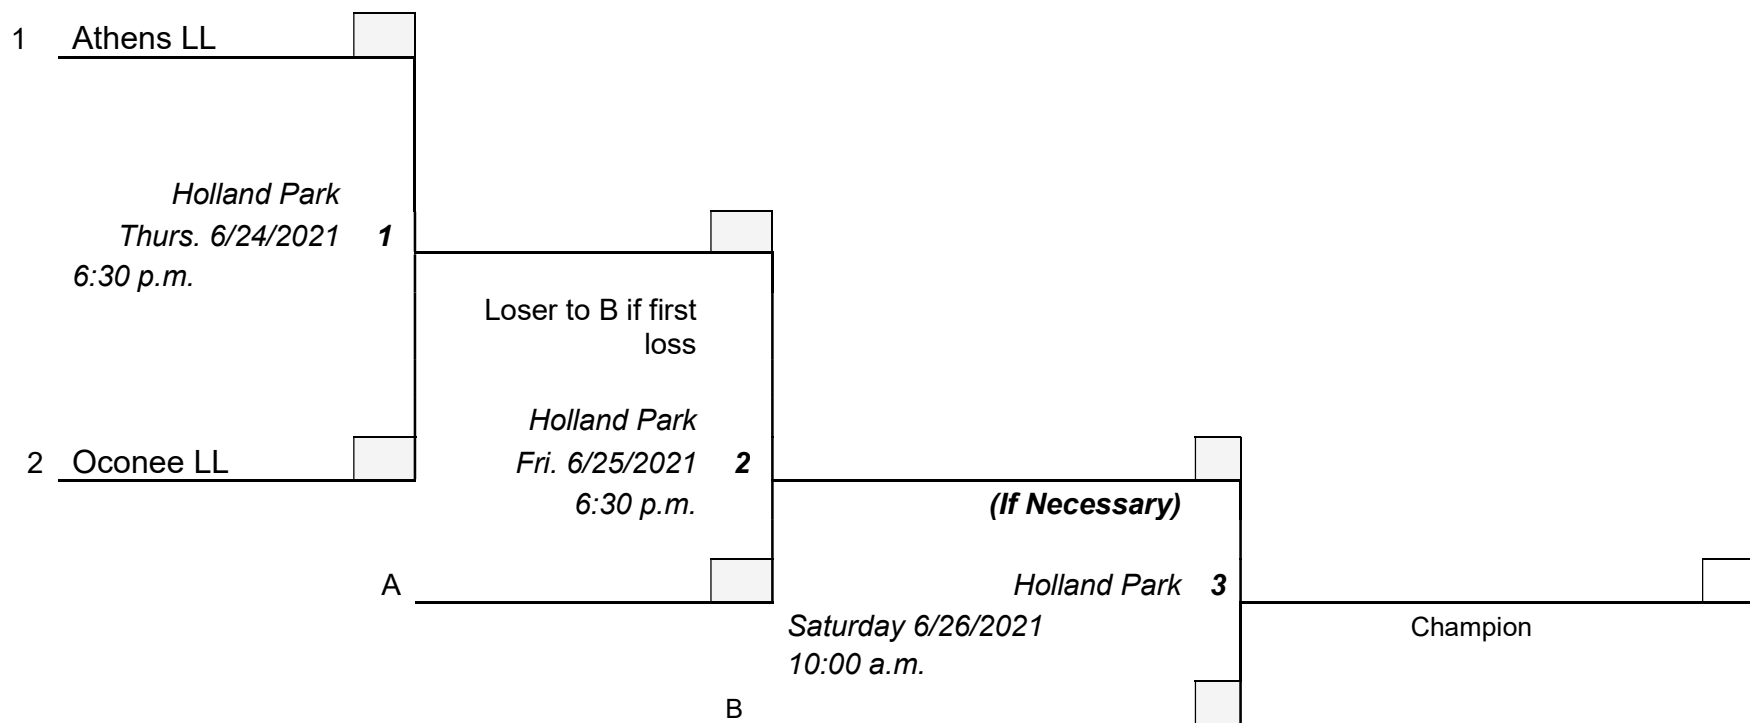 1 Athens LL
Holland Park
Thurs. 6/24/2021 1
6:30 p.m.
Loser to B if first
loss
Holland Park
2 Oconee LL
Fri. 6/25/2021 2
6:30 p.m.
(If Necessary)
A
Holland Park 3
Saturday 6/26/2021
Champion
10:00 a.m.
B